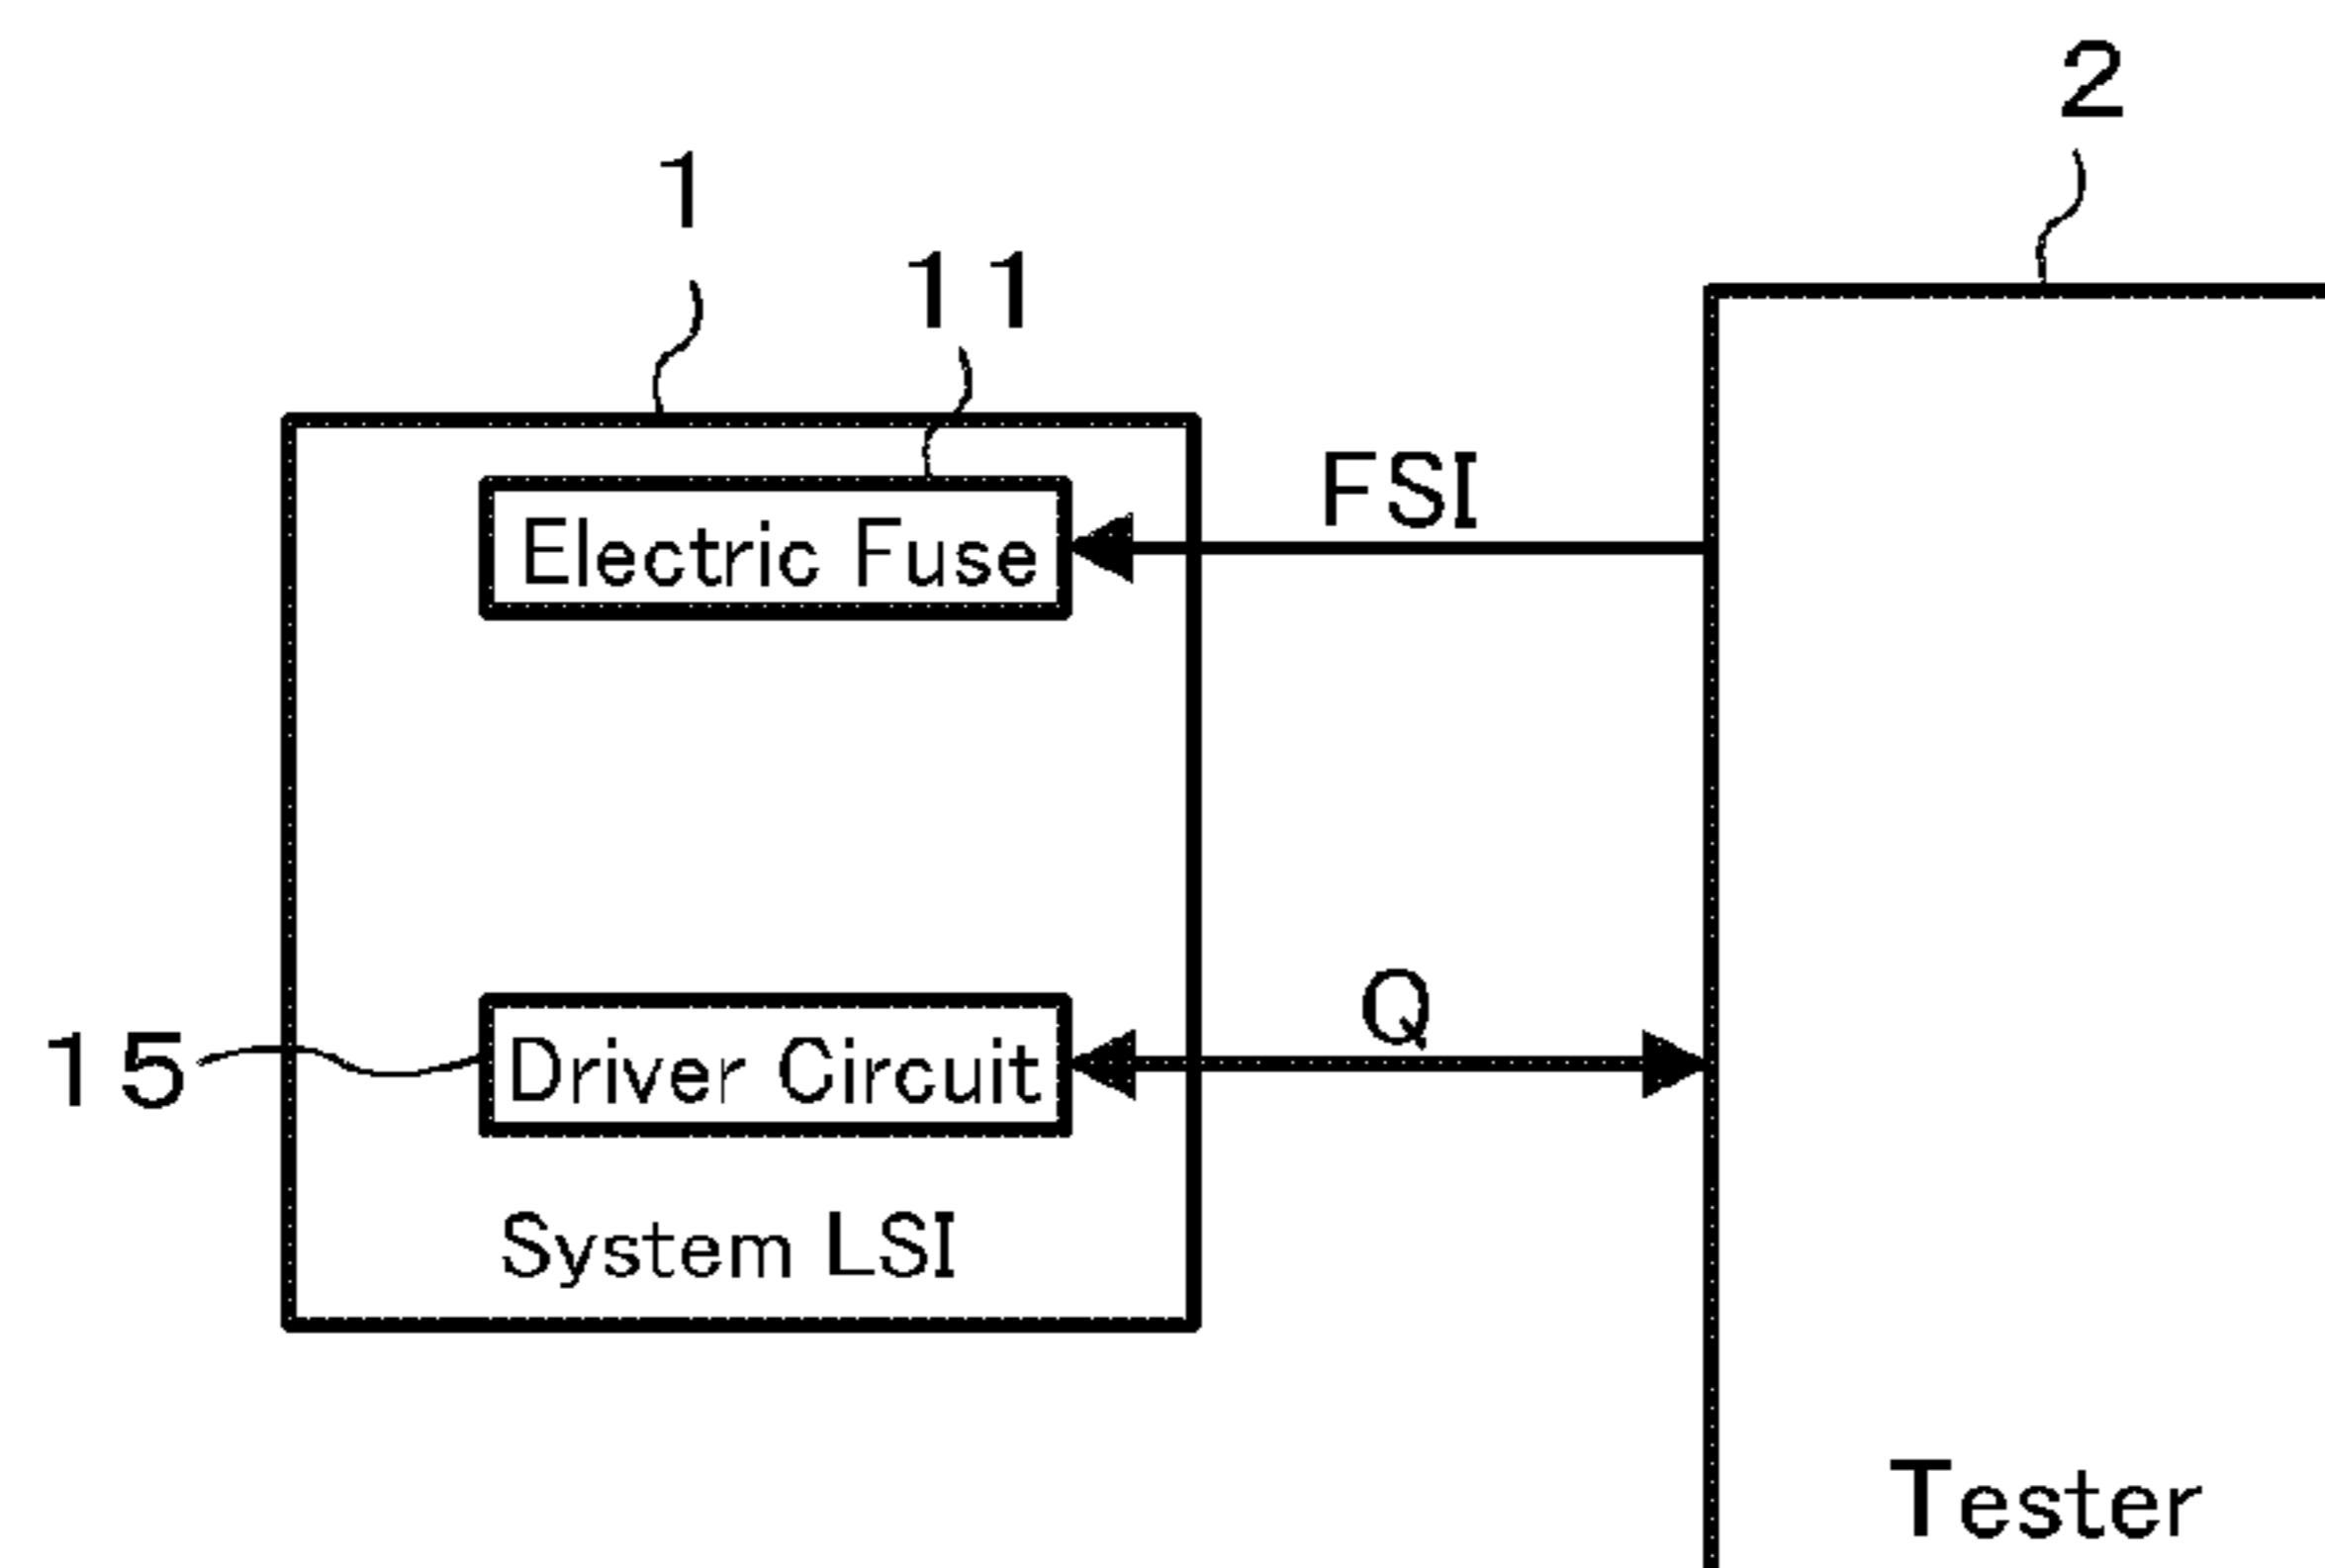 2
1
11
FSI
Electric Fuse
Q
15
Driver Circuit
System LSI
Tester